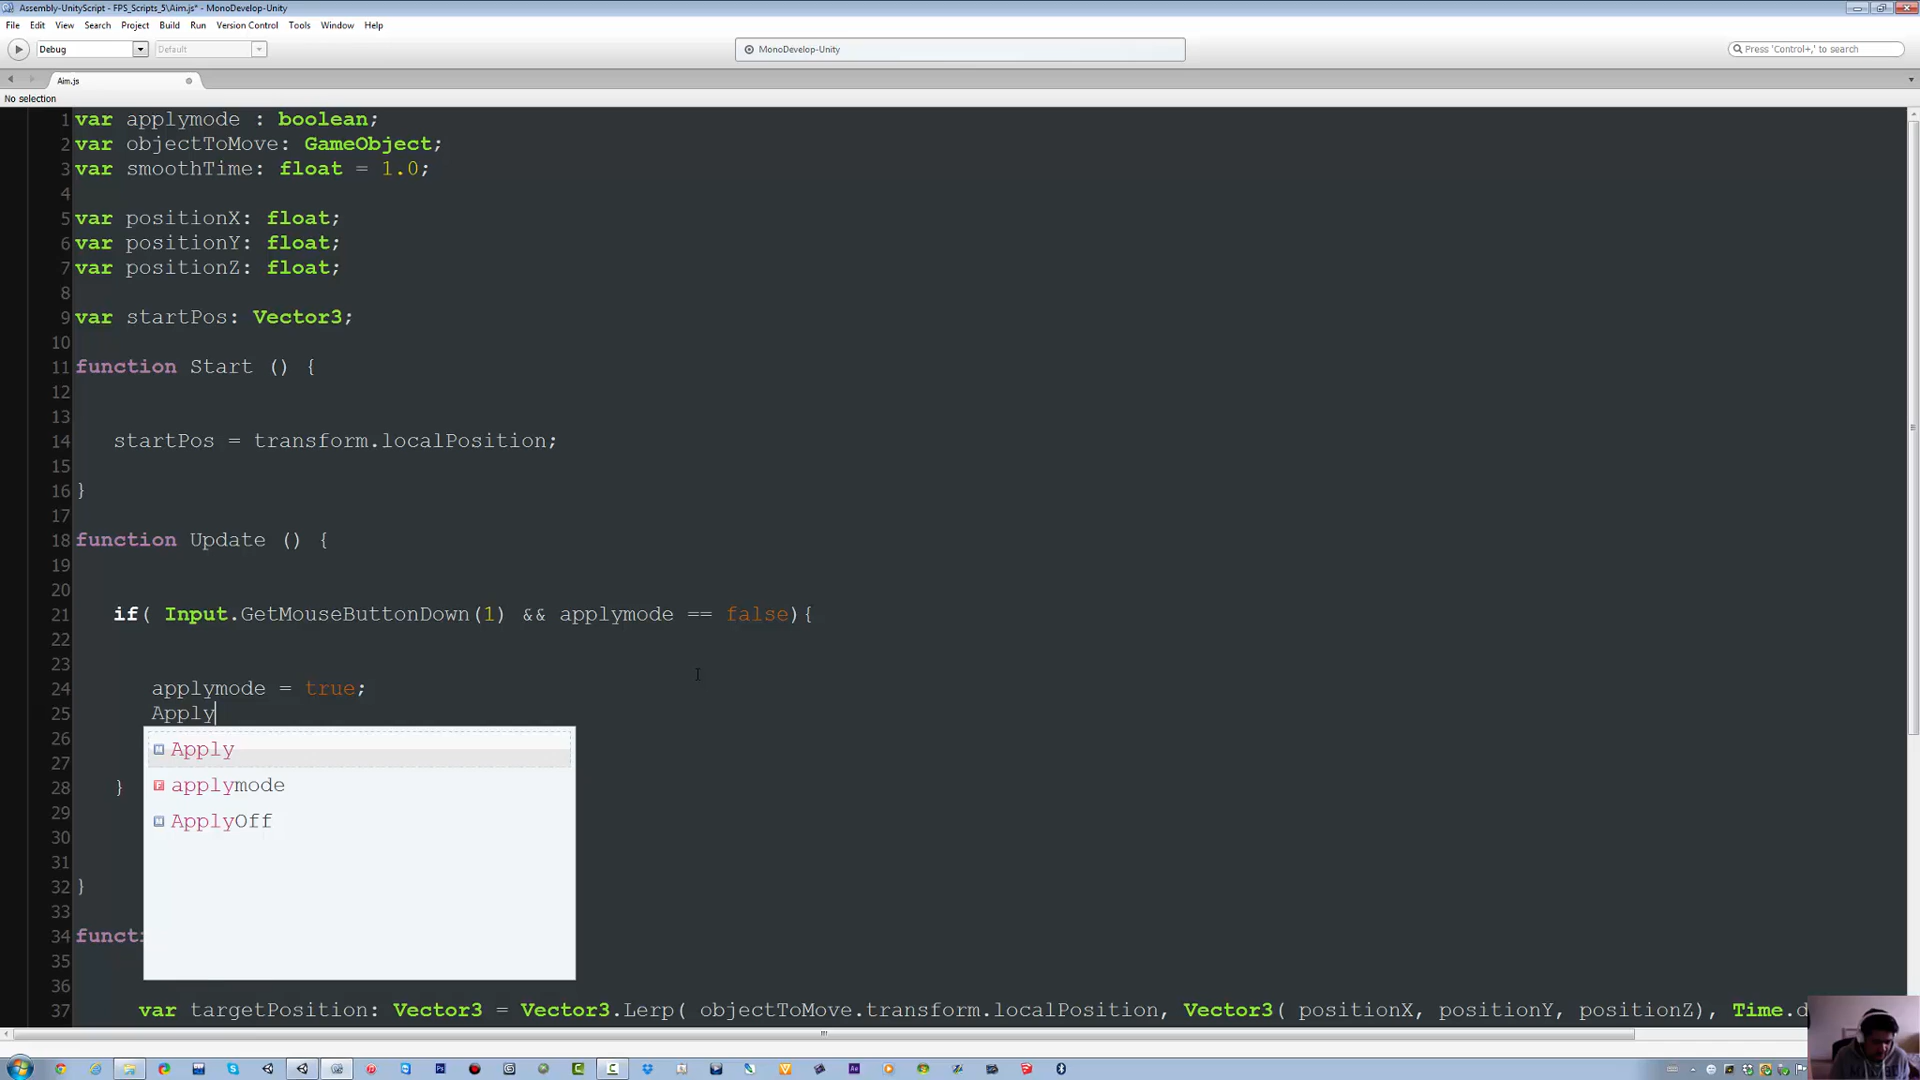 Assembly-UnityScript - FPS_Scripts_5\Aim.js* - MonoDevelop-Unity
File Edit View Search Project Build Run Version Control Tools Window Help
Debug Default MonoDevelop-Unity Press 'Control+,' to search
Aim.js
No selection
1 var applymode : boolean;
2 var objectToMove: GameObject;
3 var smoothTime: float = 1.0;
4
5 var positionX: float;
6 var positionY: float;
7 var positionZ: float;
8
9 var startPos: Vector3;
10
11 function Start () {
12
13
14 startPos = transform.localPosition;
15
16 }
17
18 function Update () {
19
20
21 if( Input.GetMouseButtonDown(1) && applymode == false){
22
23
24 applymode = true;
25 Apply
26 Apply
27 applymode
28 } ApplyOff
29
30
31
32 }
33
34 functi
35
36
37 var targetPosition: Vector3 = Vector3.Lerp( objectToMove.transform.localPosition, Vector3( positionX, positionY, positionZ), Time.d